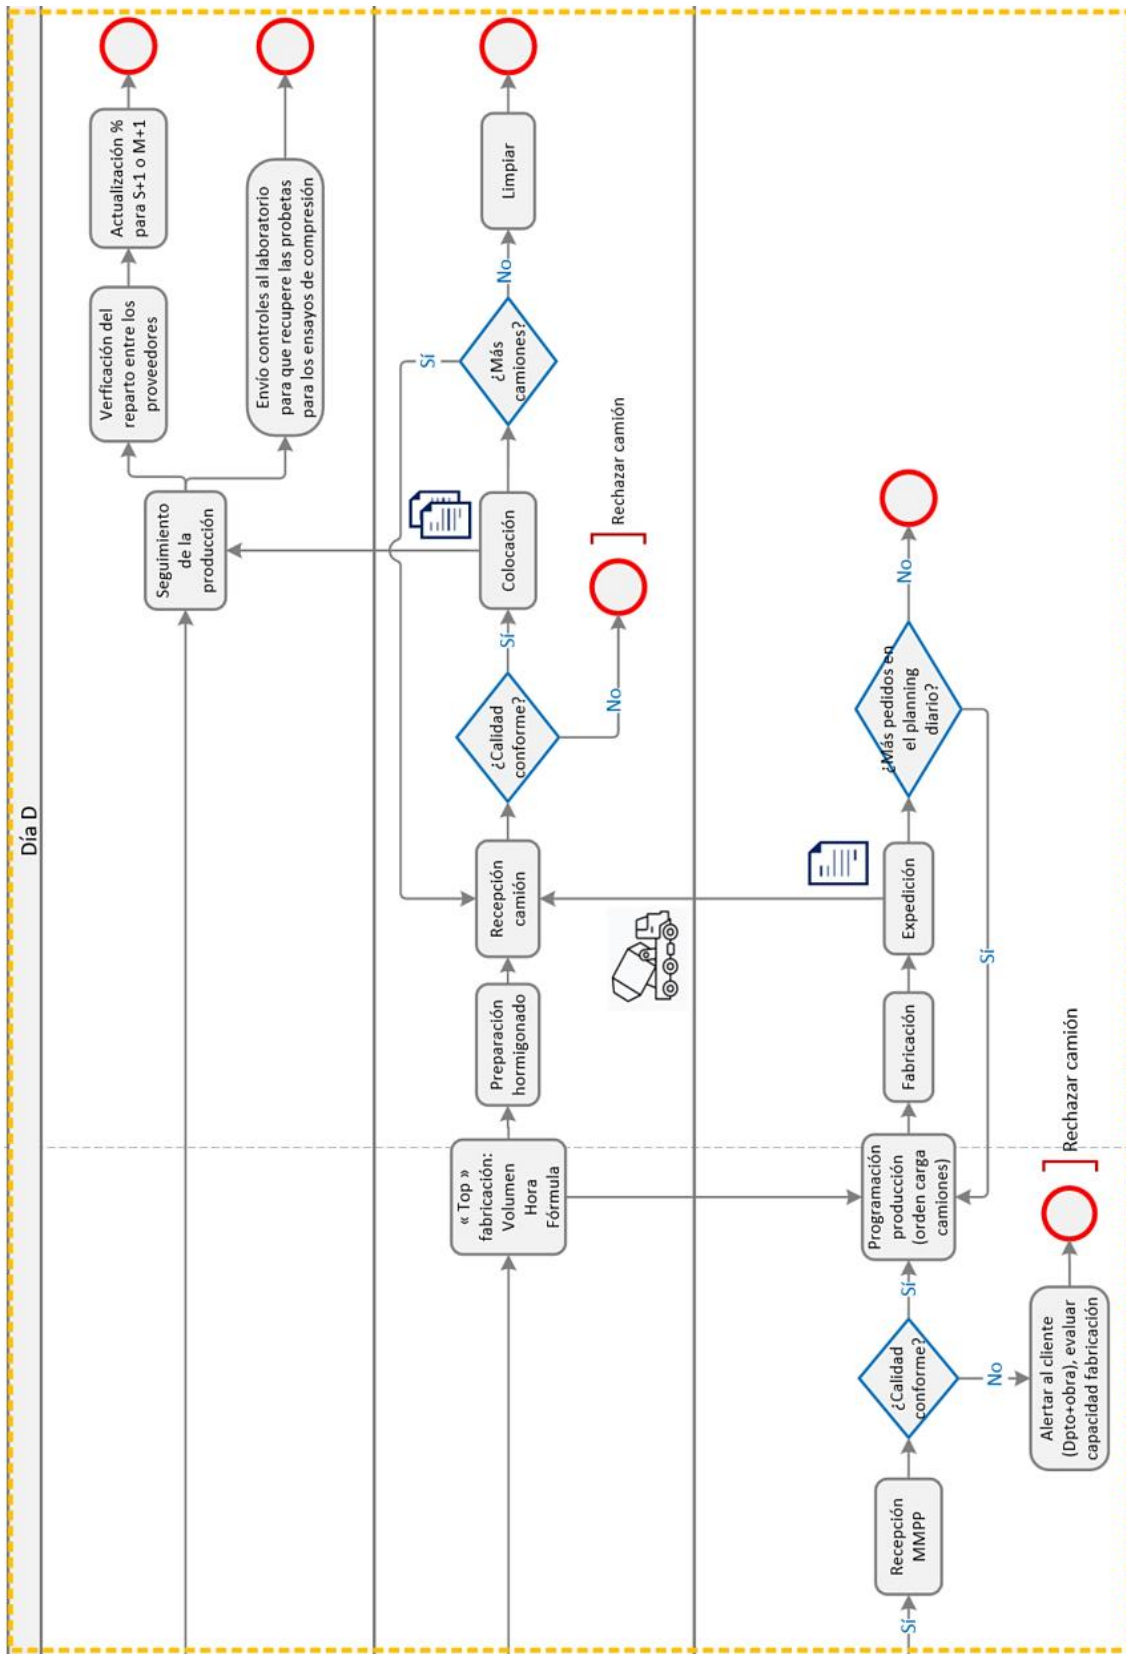 Día D
Seguimiento
de la
producción
Verficación del
reparto entre los
proveedores
Actualización %
para S+1 o M+1
Envío controles al laboratorio
para que recupere las probetas
para los ensayos de compresión
« Top »
fabricación:
Volumen
Hora
Fórmula
Preparación
hormigonado
Recepción
camión
¿Calidad
conforme?
Sí
No
Rechazar camión
Colocación
¿Más
camiones?
Sí
No
Limpiar
Sí
Recepción
MMPP
¿Calidad
conforme?
Sí
No
Alertar al cliente
(Dpto+obra), evaluar
capacidad fabricación
Rechazar camión
Programación
producción
(orden carga
camiones)
Fabricación
Expedición
¿Más pedidos en
el planning
diario?
Sí
No